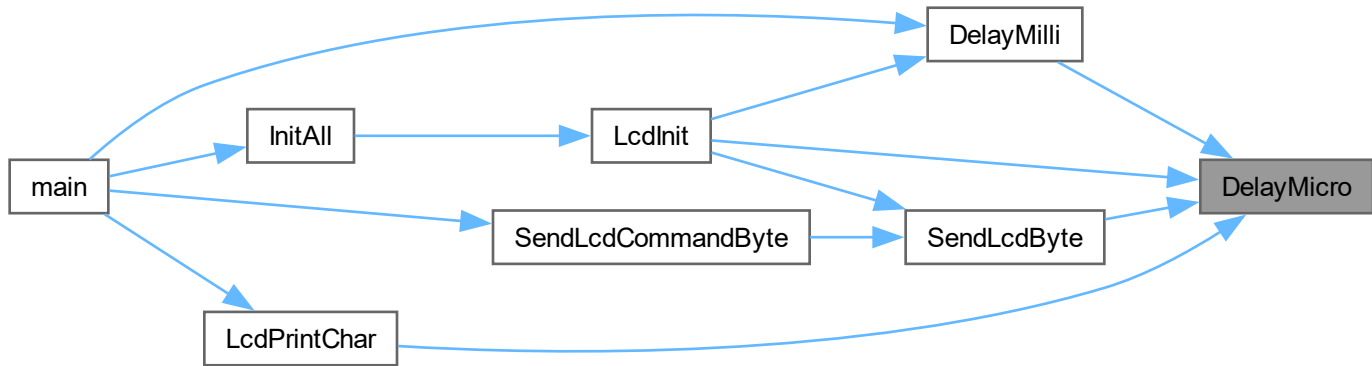 DelayMilli
InitAll
LcdInit
main
DelayMicro
SendLcdCommandByte
SendLcdByte
LcdPrintChar